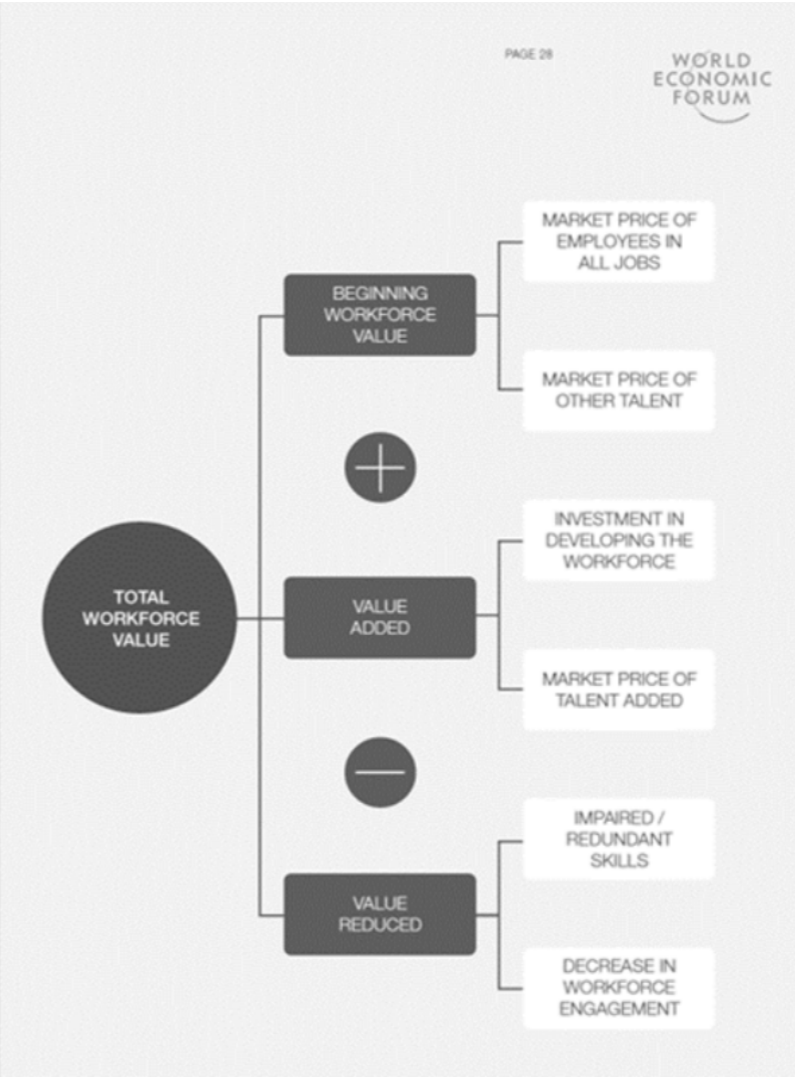 PAGE 28
WORLD
ECONOMIC
FORUM
MARKET PRICE OF
EMPLOYEES IN
ALL JOBS
BEGINNING
WORKFORCE
VALUE
MARKET PRICE OF
OTHER TALENT
INVESTMENT IN
DEVELOPING THE
WORKFORCE
TOTAL
WORKFORCE
VALUE
VALUE
ADDED
MARKET PRICE OF
TALENT ADDED
IMPAIRED /
REDUNDANT
SKILLS
VALUE
REDUCED
DECREASE IN
WORKFORCE
ENGAGEMENT